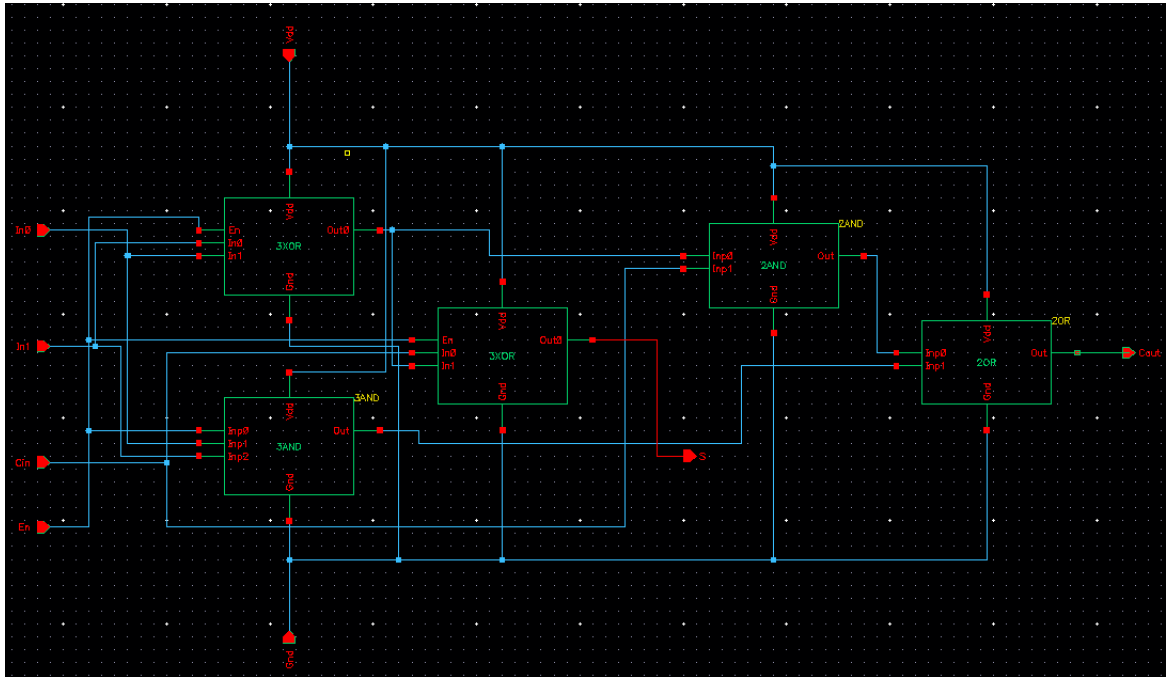 Vdd
Vdd
In0
En
In0
In1
3XOR
Out0
Gnd
2AND
Vdd
Inp0
Inp1
2AND
Out
Gnd
In1
Vdd
En
In0
In1
3XOR
Out0
Gnd
2OR
Vdd
Inp0
Inp1
2OR
Out
Gnd
Cout
3AND
Vdd
Inp0
Inp1
Inp2
3AND
Out
Gnd
Cin
S
En
Gnd